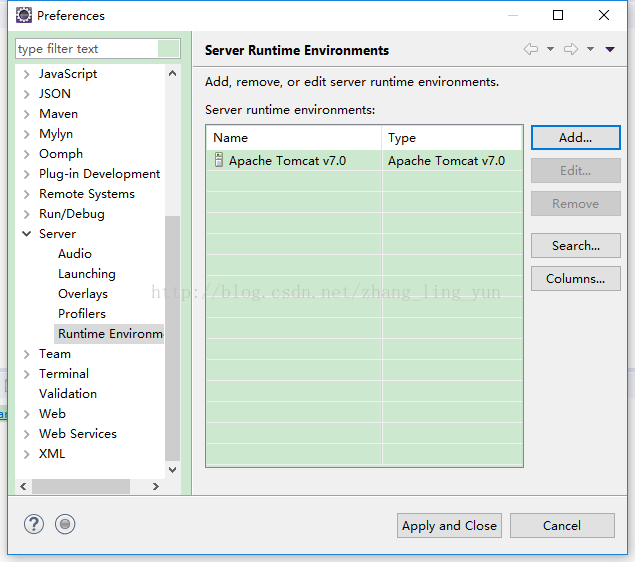 Preferences
type filter text
JavaScript
JSON
Maven
Mylyn
Oomph
Plug-in Development
Remote Systems
Run/Debug
Server
Audio
Launching
Overlays
Profilers
Runtime Environm
Team
Terminal
Validation
Web
Web Services
XML
Server Runtime Environments
Add, remove, or edit server runtime environments.
Server runtime environments:
Name Type
Apache Tomcat v7.0 Apache Tomcat v7.0
Add...
Edit...
Remove
Search...
Columns...
http://blog.csdn.net/zhang_ling_yun
Apply and Close Cancel